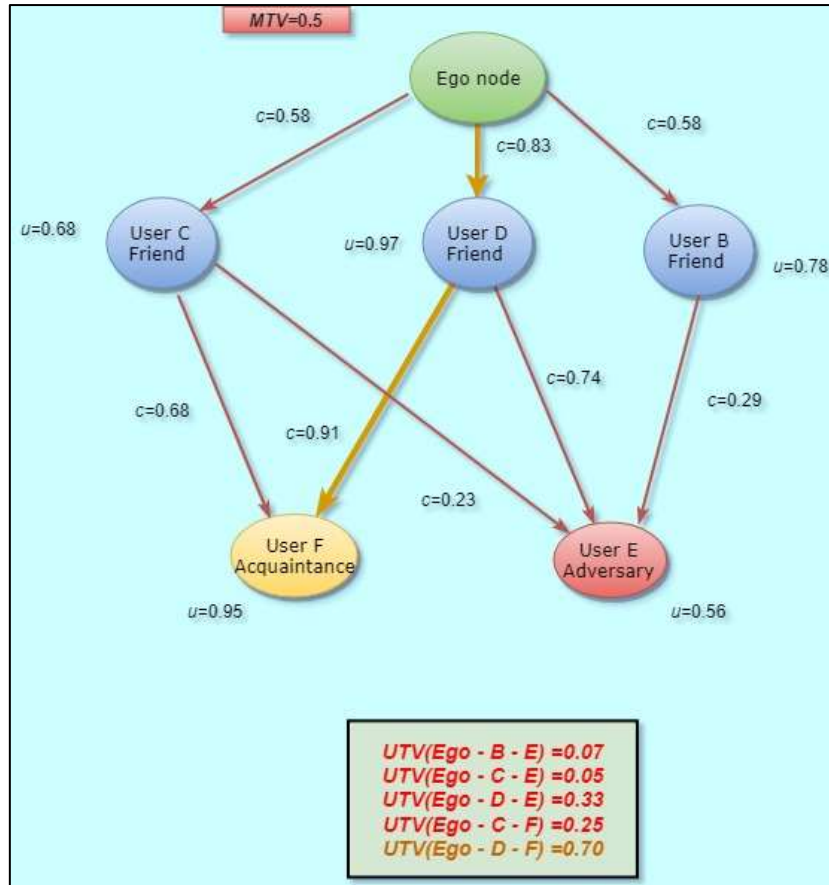 MTV=0.5
Ego node
c=0.58
c=0.83
c=0.58
u=0.68
User C
Friend
u=0.97
User D
Friend
User B
Friend
u=0.78
c=0.68
c=0.91
c=0.74
c=0.29
c=0.23
User F
Acquaintance
u=0.95
User E
Adversary
u=0.56
UTV(Ego - B - E) =0.07
UTV(Ego - C - E) =0.05
UTV(Ego - D - E) =0.33
UTV(Ego - C - F) =0.25
UTV(Ego - D - F) =0.70